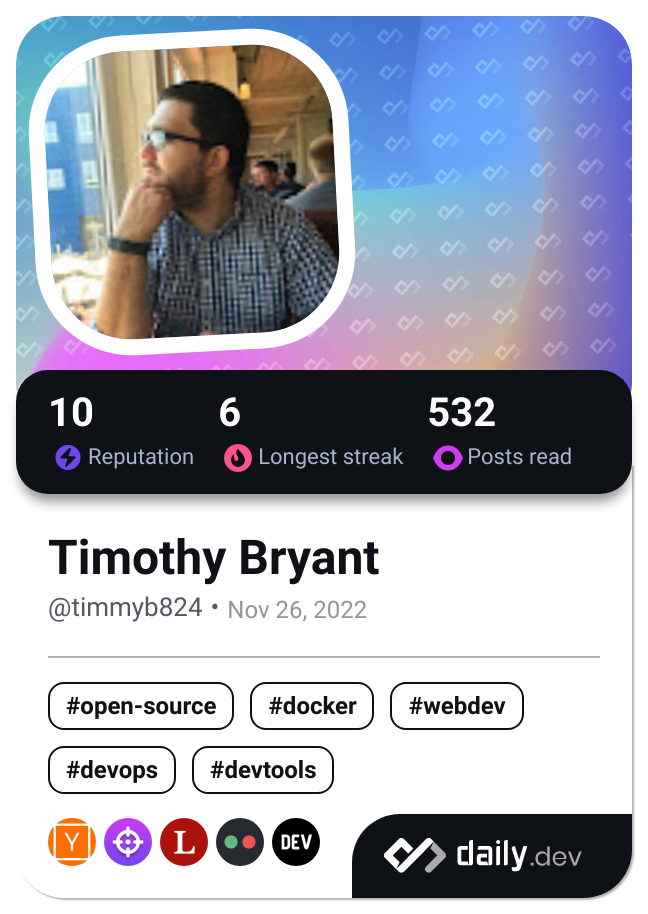 10 6 532
Reputation Longest streak Posts read
Timothy Bryant
@timmyb824 • Nov 26, 2022
#open-source #docker #webdev
#devops #devtools
Y L DEV
daily.dev